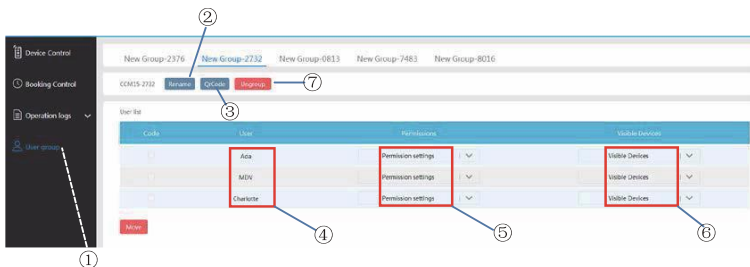 ②
⑦
③
Device Control
Booking Control
Operation logs
User group
New Group-2376 New Group-2732 New Group-0813 New Group-7483 New Group-8016
CCM15-2732 Rename QrCode Ungroup
User list
Code User Permissions Visible Devices
Ada Permission settings Visible Devices
MDV Permission settings Visible Devices
Charlotte Permission settings Visible Devices
Move
④
⑤
⑥
①